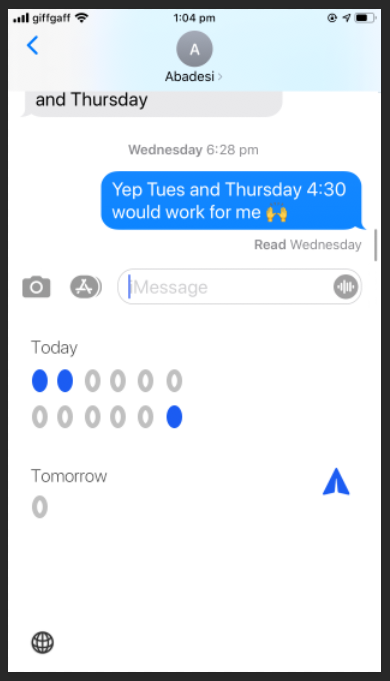 giffgaff 1:04 pm
A
Abadesi
and Thursday
Wednesday 6:28 pm
Yep Tues and Thursday 4:30
would work for me 🙌
Read Wednesday
iMessage
Today
Tomorrow